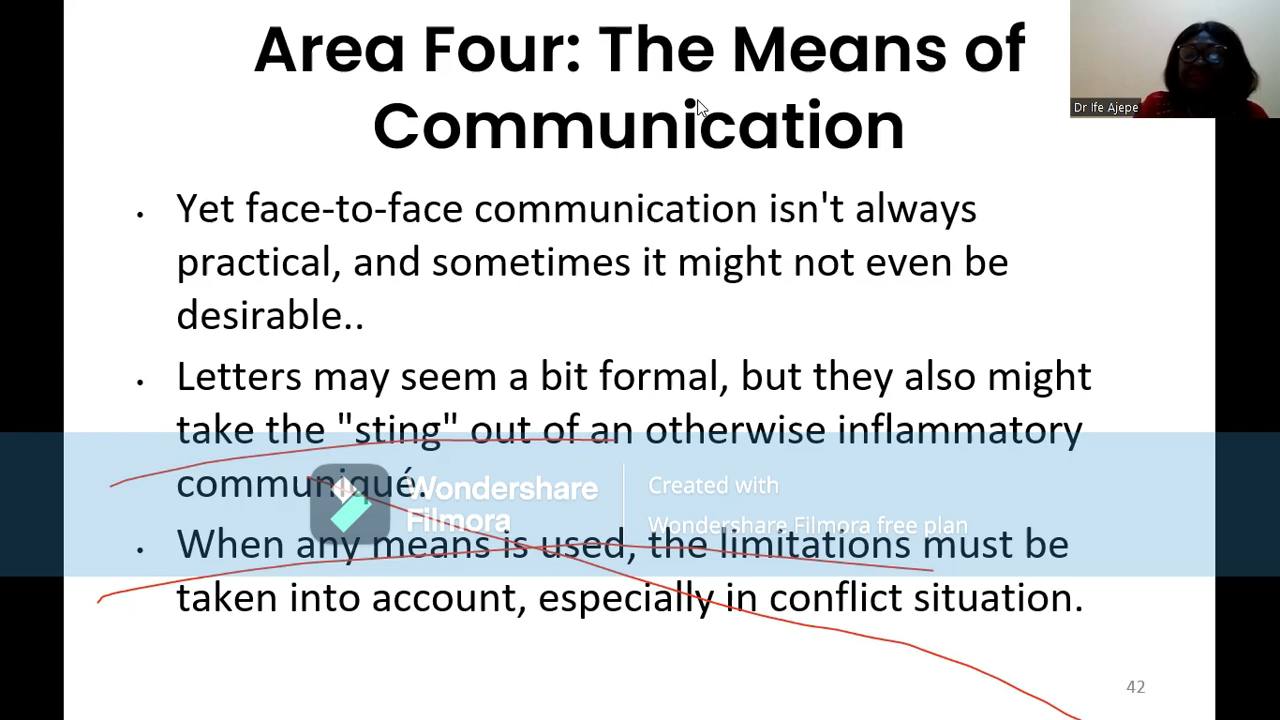 Area Four: The Means of
Communication
Dr Ife Ajepe
• Yet face-to-face communication isn't always
practical, and sometimes it might not even be
desirable..
• Letters may seem a bit formal, but they also might
take the "sting" out of an otherwise inflammatory
communiqué.
Wondershare
Filmora
Created with
Wondershare Filmora free plan
• When any means is used, the limitations must be
taken into account, especially in conflict situation.
42